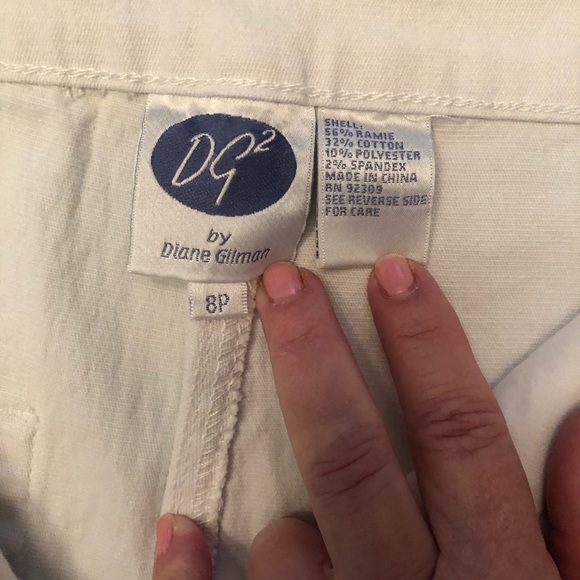 DG2
by
Diane Gilman
8P
SHELL:
56% RAMIE
32% COTTON
10% POLYESTER
2% SPANDEX
MADE IN CHINA
RN 92309
SEE REVERSE SIDE
FOR CARE